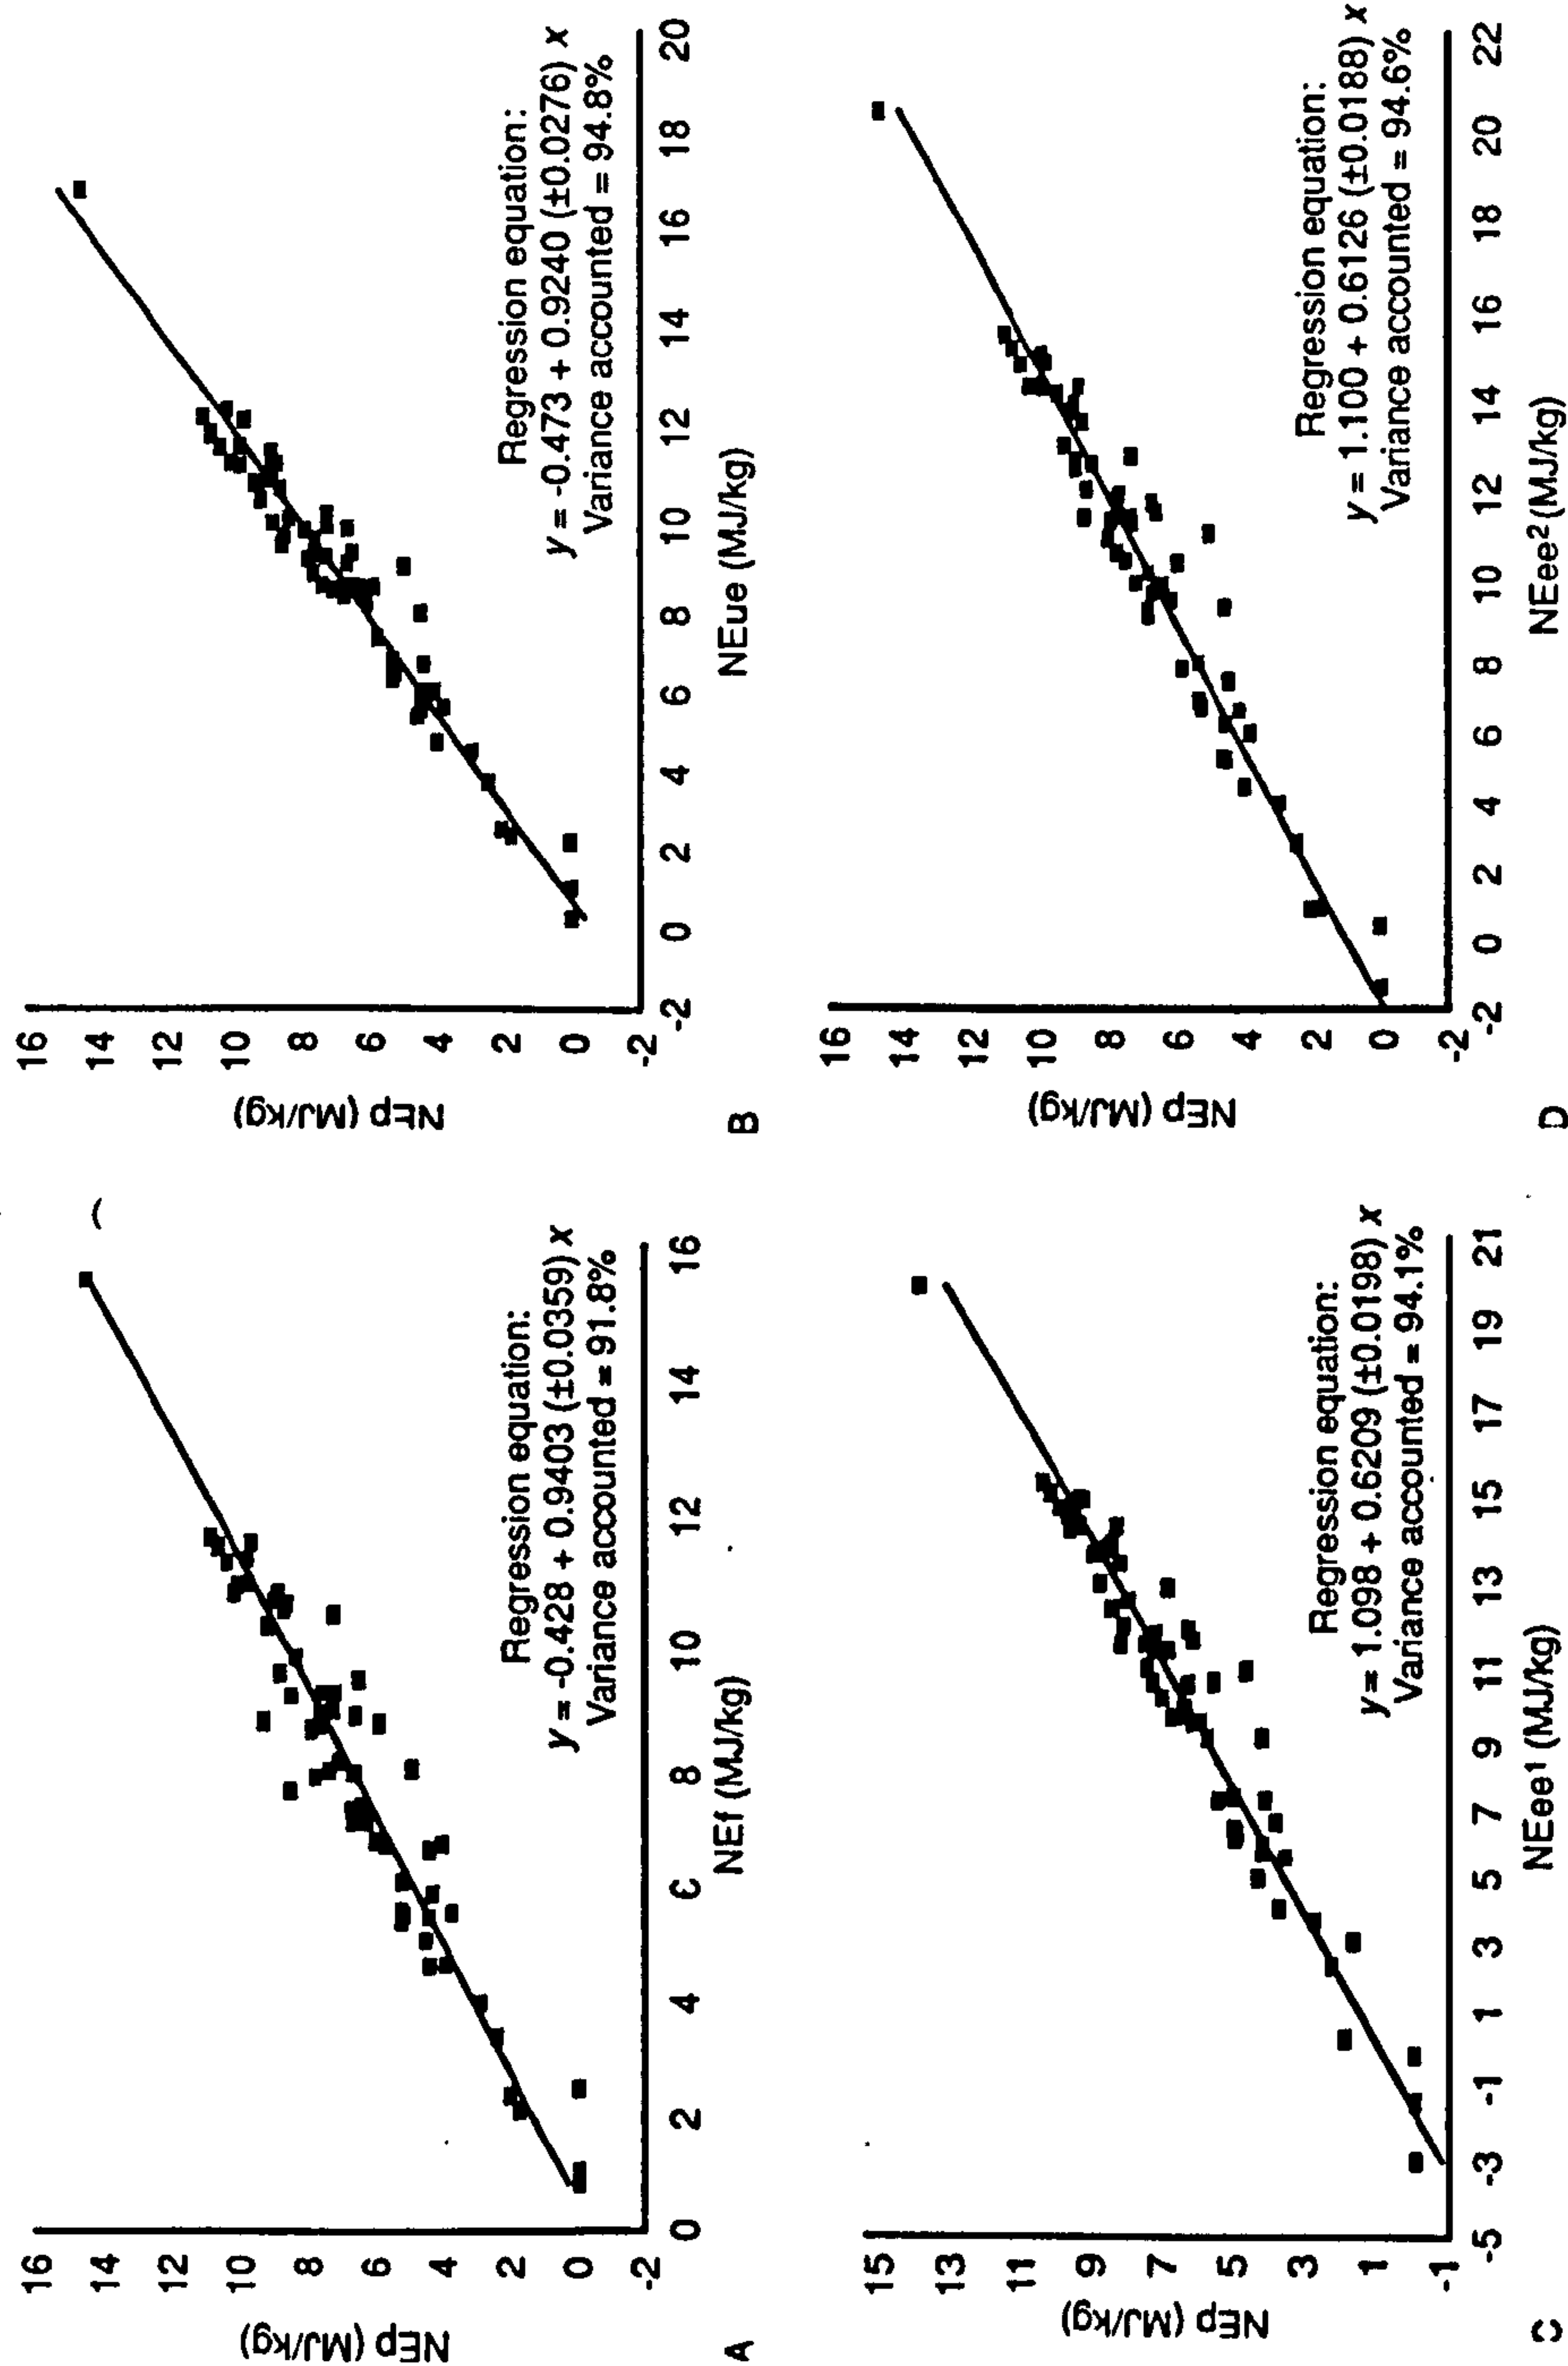 16
14
12
10
8
6
4
2
0
-2
NEp (MJ/kg)
Regression equation:
y = -0.428 + 0.9403 (±0.0359) x
Variance accounted = 91.8%
0 2 4 6 8 10 12 14 16
NEf (MJ/kg)
A
16
14
12
10
8
6
4
2
0
-2
NEp (MJ/kg)
Regression equation:
y = -0.473 + 0.9240 (±0.0276) x
Variance accounted = 94.8%
-2 0 2 4 6 8 10 12 14 16 18 20
NEue (MJ/kg)
B
15
13
11
9
7
5
3
1
-1
NEp (MJ/kg)
Regression equation:
y = 1.098 + 0.6209 (±0.0198) x
Variance accounted = 94.1%
-5 -3 -1 1 3 5 7 9 11 13 15 17 19 21
NEee¹ (MJ/kg)
C
16
14
12
10
8
6
4
2
0
-2
NEp (MJ/kg)
Regression equation:
y = 1.100 + 0.6126 (±0.0188) x
Variance accounted = 94.6%
-2 0 2 4 6 8 10 12 14 16 18 20 22
NEee² (MJ/kg)
D